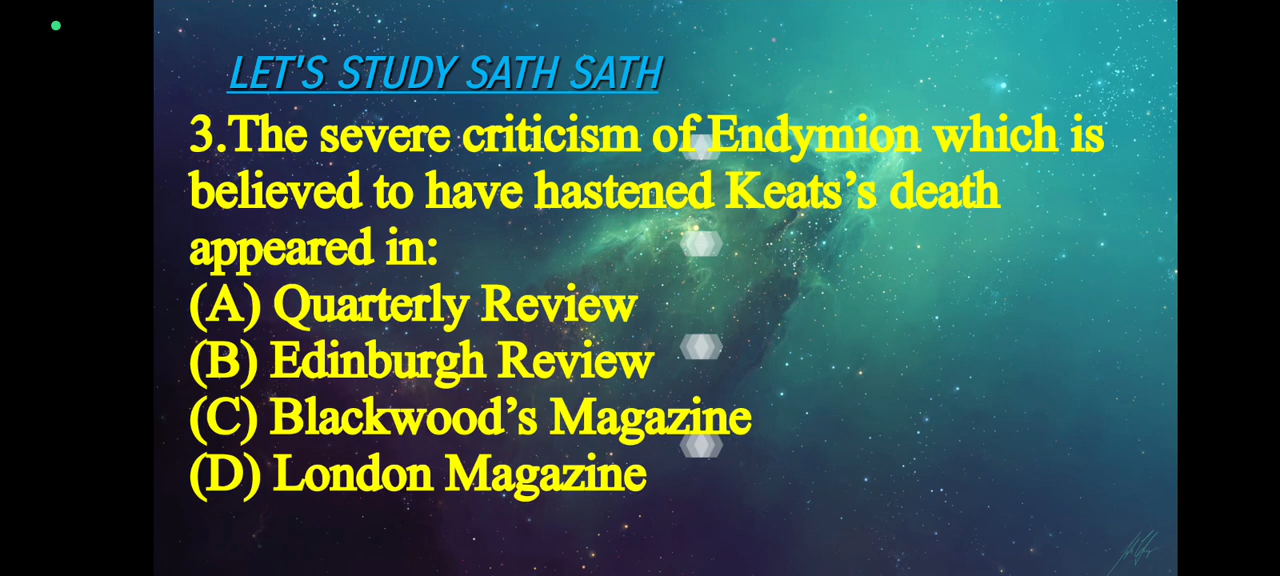 LET'S STUDY SATH SATH
3.The severe criticism of Endymion which is
believed to have hastened Keats’s death
appeared in:
(A) Quarterly Review
(B) Edinburgh Review
(C) Blackwood’s Magazine
(D) London Magazine